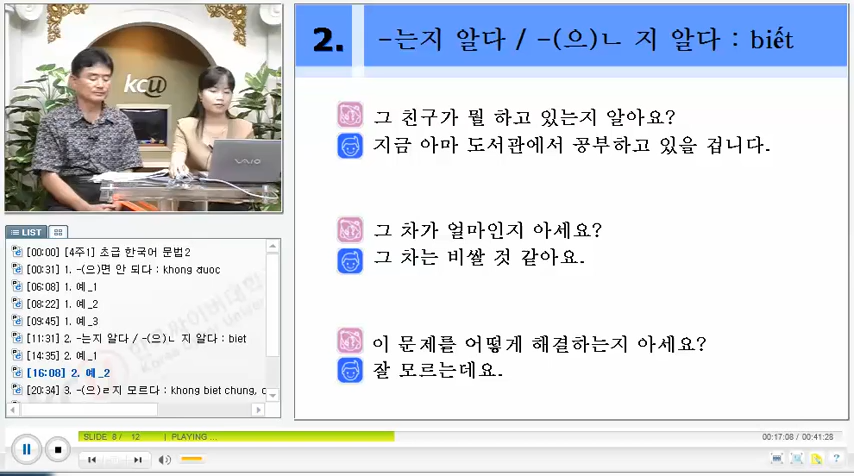 kcu
VAIO
2. -는지 알다 / -(으)ㄴ 지 알다 : biết
그 친구가 뭘 하고 있는지 알아요?
지금 아마 도서관에서 공부하고 있을 겁니다.
그 차가 얼마인지 아세요?
그 차는 비쌀 것 같아요.
이 문제를 어떻게 해결하는지 아세요?
잘 모르는데요.
LIST
[00:00] [4주1] 초급 한국어 문법2
[00:31] 1. -(으)면 안 되다 : khong đuoc
[06:08] 1. 예_1
[08:22] 1. 예_2
[09:45] 1. 예_3
[11:31] 2. -는지 알다 / -(으)ㄴ 지 알다 : biet
[14:35] 2. 예_1
[16:08] 2. 예_2
[20:34] 3. -(으)ㄹ지 모르다 : khong biet chung, c
SLIDE 8 / 12 | PLAYING ...
00:17:08 / 00:41:28